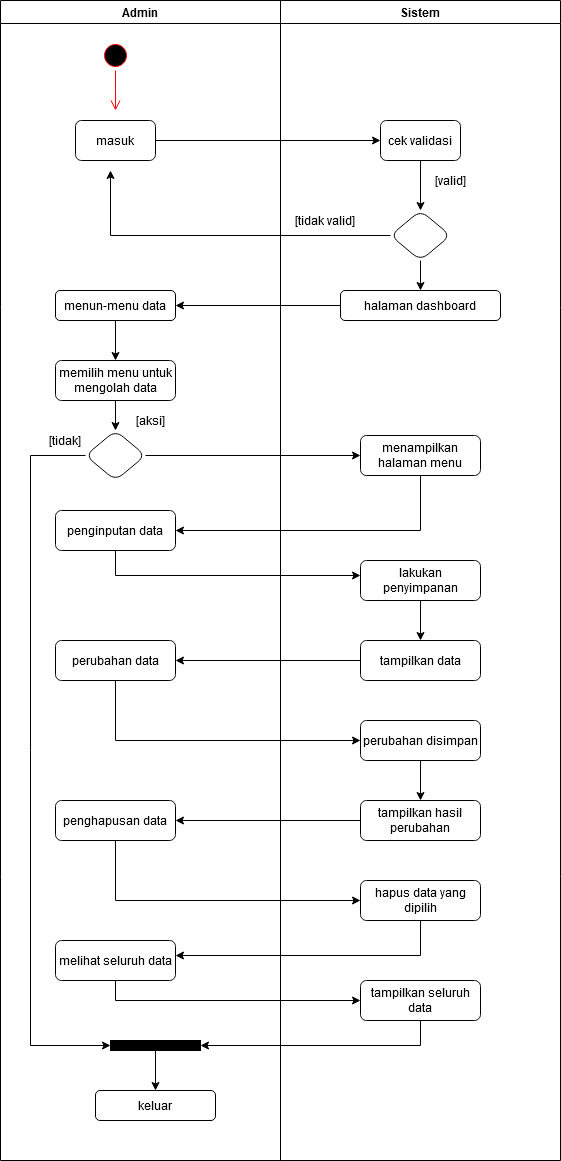 Admin
Sistem
masuk
cek validasi
[valid]
[tidak valid]
menun-menu data
halaman dashboard
memilih menu untuk
mengolah data
[aksi]
[tidak]
menampilkan
halaman menu
penginputan data
lakukan
penyimpanan
perubahan data
tampilkan data
perubahan disimpan
penghapusan data
tampilkan hasil
perubahan
hapus data yang
dipilih
melihat seluruh data
tampilkan seluruh
data
keluar